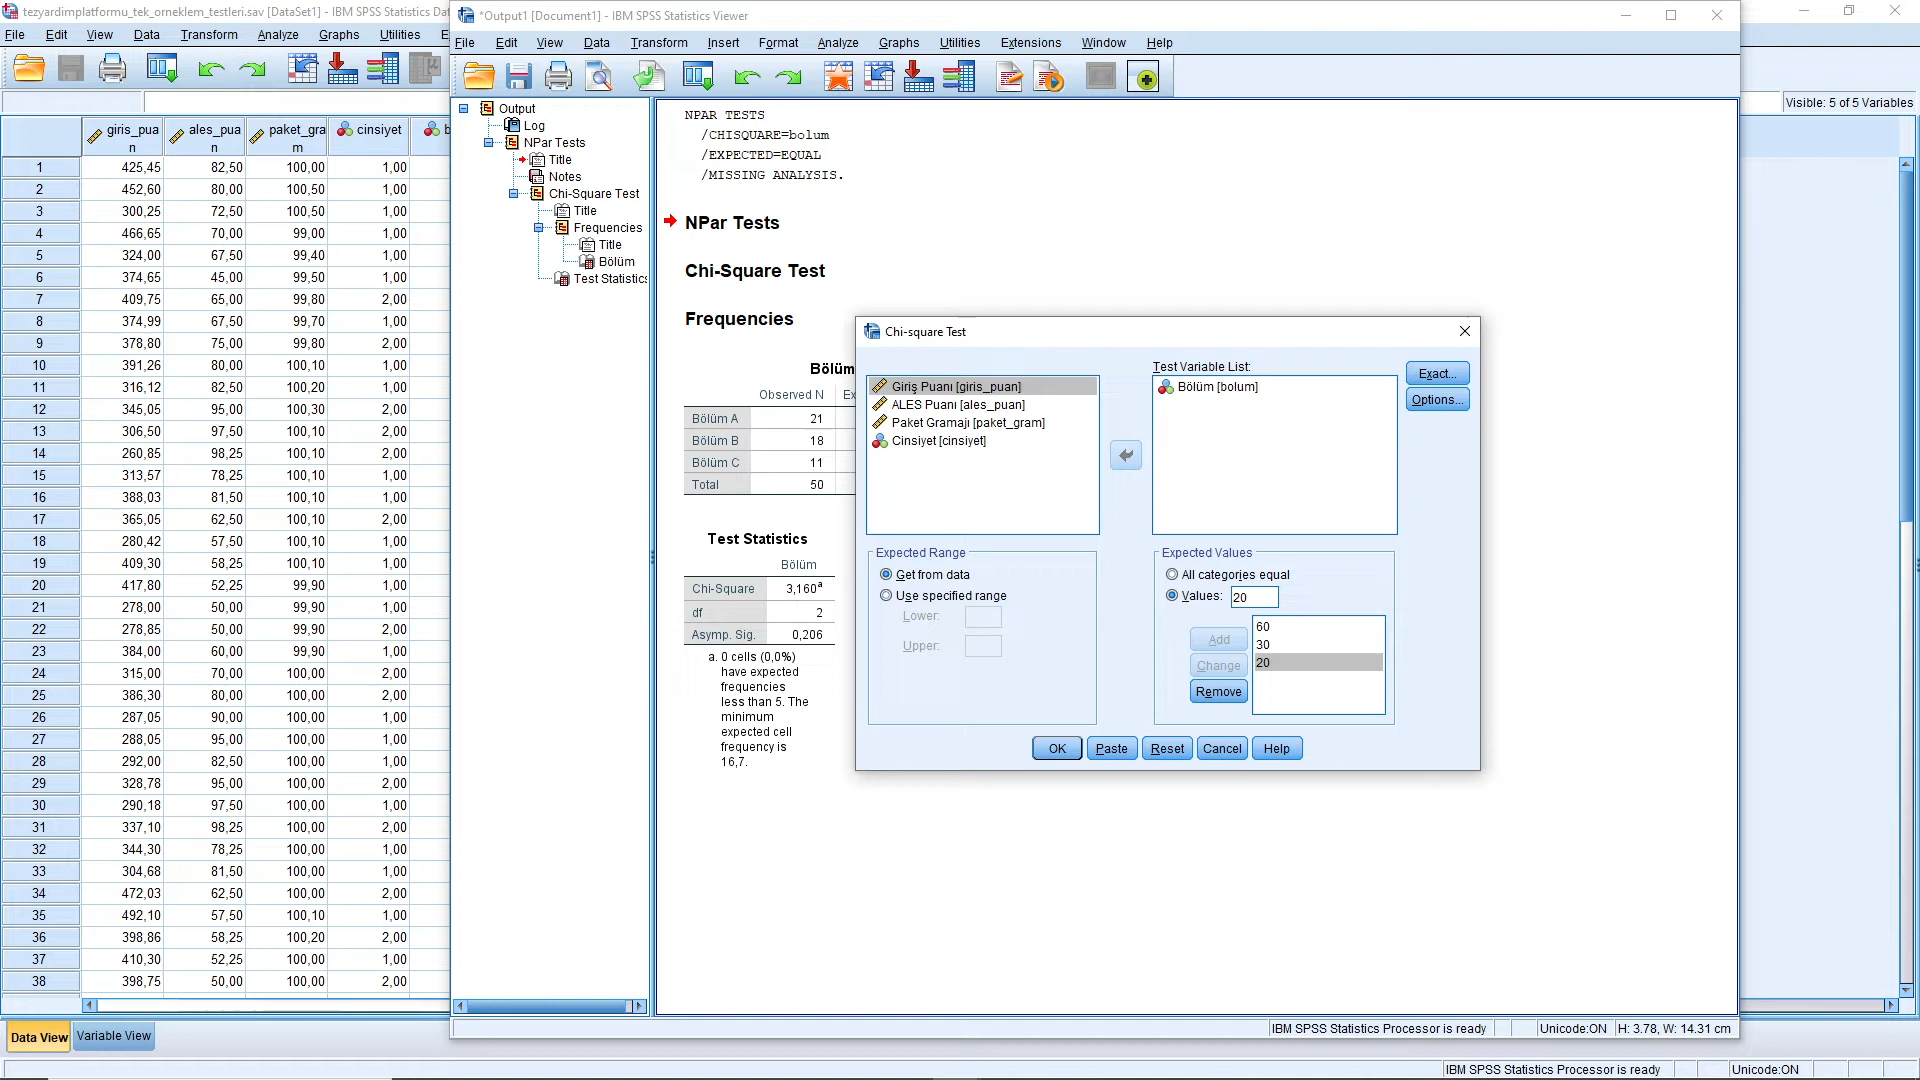 tezyardimplatformu_tek_orneklem_testleri.sav [DataSet1] - IBM SPSS Statistics Dat
File Edit View Data Transform Analyze Graphs Utilities E
Visible: 5 of 5 Variables
giris_puan ales_puan paket_gram cinsiyet b
1 425,45 82,50 100,00 1,00
2 452,60 80,00 100,50 1,00
3 300,25 72,50 100,50 1,00
4 466,65 70,00 99,00 1,00
5 324,00 67,50 99,40 1,00
6 374,65 45,00 99,50 1,00
7 409,75 65,00 99,80 2,00
8 374,99 67,50 99,70 1,00
9 378,80 75,00 99,80 2,00
10 391,26 80,00 100,10 1,00
11 316,12 82,50 100,20 1,00
12 345,05 95,00 100,30 2,00
13 306,50 97,50 100,10 2,00
14 260,85 98,25 100,10 2,00
15 313,57 78,25 100,10 1,00
16 388,03 81,50 100,10 1,00
17 365,05 62,50 100,10 2,00
18 280,42 57,50 100,10 1,00
19 409,30 58,25 100,10 1,00
20 417,80 52,25 99,90 1,00
21 278,00 50,00 99,90 1,00
22 278,85 50,00 99,90 2,00
23 384,00 60,00 99,90 1,00
24 315,00 70,00 100,00 2,00
25 386,30 80,00 100,00 2,00
26 287,05 90,00 100,00 1,00
27 288,05 95,00 100,00 1,00
28 292,00 82,50 100,00 1,00
29 328,78 95,00 100,00 2,00
30 290,18 97,50 100,00 1,00
31 337,10 98,25 100,00 2,00
32 344,30 78,25 100,00 1,00
33 304,68 81,50 100,00 1,00
34 472,03 62,50 100,00 2,00
35 492,10 57,50 100,10 1,00
36 398,86 58,25 100,20 2,00
37 410,30 52,25 100,00 1,00
38 398,75 50,00 100,00 2,00
Data View Variable View
IBM SPSS Statistics Processor is ready Unicode:ON
*Output1 [Document1] - IBM SPSS Statistics Viewer
File Edit View Data Transform Insert Format Analyze Graphs Utilities Extensions Window Help
Output
Log
NPar Tests
Title
Notes
Chi-Square Test
Title
Frequencies
Title
Bölüm
Test Statistics
NPAR TESTS
/CHISQUARE=bolum
/EXPECTED=EQUAL
/MISSING ANALYSIS.
NPar Tests
Chi-Square Test
Frequencies
Bölüm
Observed N Ex
Bölüm A 21
Bölüm B 18
Bölüm C 11
Total 50
Test Statistics
Bölüm
Chi-Square 3,160a
df 2
Asymp. Sig. 0,206
a. 0 cells (0,0%)
have expected
frequencies
less than 5. The
minimum
expected cell
frequency is
16,7.
IBM SPSS Statistics Processor is ready Unicode:ON H: 3.78, W: 14.31 cm
Chi-square Test
Giriş Puanı [giris_puan]
ALES Puanı [ales_puan]
Paket Gramajı [paket_gram]
Cinsiyet [cinsiyet]
Test Variable List:
Bölüm [bolum]
Exact...
Options...
Expected Range
Get from data
Use specified range
Lower:
Upper:
Expected Values
All categories equal
Values: 20
Add
Change
Remove
60
30
20
OK Paste Reset Cancel Help